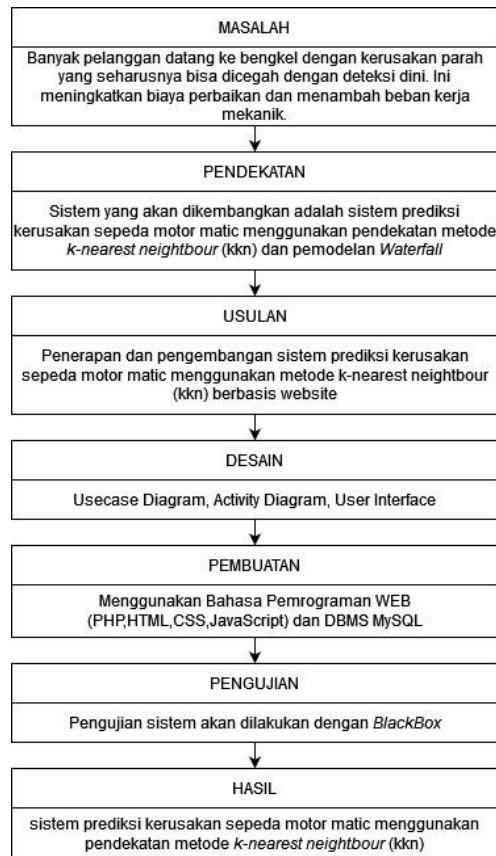 MASALAH
Banyak pelanggan datang ke bengkel dengan kerusakan parah
yang seharusnya bisa dicegah dengan deteksi dini. Ini
meningkatkan biaya perbaikan dan menambah beban kerja
mekanik.
PENDEKATAN
Sistem yang akan dikembangkan adalah sistem prediksi
kerusakan sepeda motor matic menggunakan pendekatan metode
k-nearest neightbour (kkn) dan pemodelan Waterfall
USULAN
Penerapan dan pengembangan sistem prediksi kerusakan
sepeda motor matic menggunakan metode k-nearest neightbour
(kkn) berbasis website
DESAIN
Usecase Diagram, Activity Diagram, User Interface
PEMBUATAN
Menggunakan Bahasa Pemrograman WEB
(PHP,HTML,CSS,JavaScript) dan DBMS MySQL
PENGUJIAN
Pengujian sistem akan dilakukan dengan BlackBox
HASIL
sistem prediksi kerusakan sepeda motor matic menggunakan
pendekatan metode k-nearest neightbour (kkn)